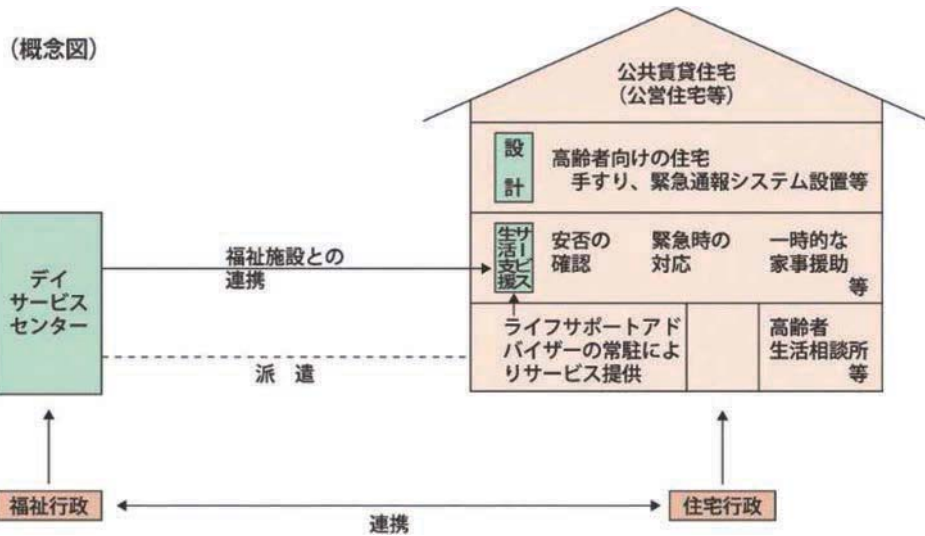 (概念図)
公共賃貸住宅
(公営住宅等)
設計
高齢者向けの住宅
手すり、緊急通報システム設置等
生活支援
サービス
安否の
確認
緊急時の
対応
一時的な
家事援助
等
福祉施設との
連携
デイ
サービス
センター
ライフサポートアド
バイザーの常駐によ
りサービス提供
高齢者
生活相談所
等
派 遣
福祉行政
連携
住宅行政